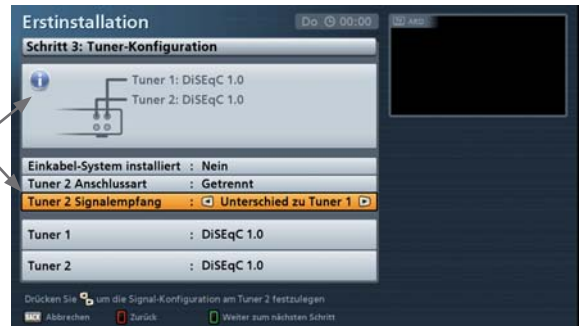 Erstinstallation
Do 00:00
ARD
Schritt 3: Tuner-Konfiguration
Tuner 1: DiSEqC 1.0
Tuner 2: DiSEqC 1.0
Einkabel-System installiert : Nein
Tuner 2 Anschlussart : Getrennt
Tuner 2 Signalempfang : Unterschied zu Tuner 1
Tuner 1 : DiSEqC 1.0
Tuner 2 : DiSEqC 1.0
Drücken Sie um die Signal-Konfiguration am Tuner 2 festzulegen
BACK Abbrechen Zurück Weiter zum nächsten Schritt